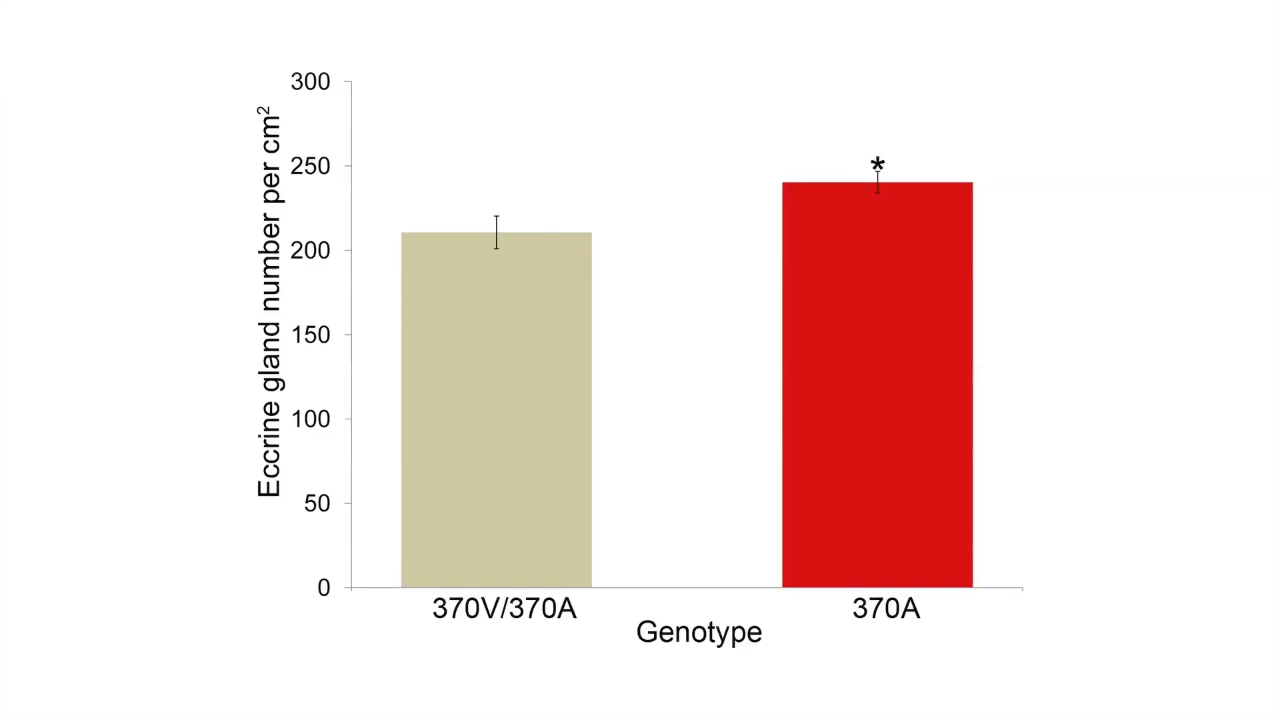 Eccrine gland number per cm²
300
250
200
150
100
50
0
*
370V/370A
370A
Genotype